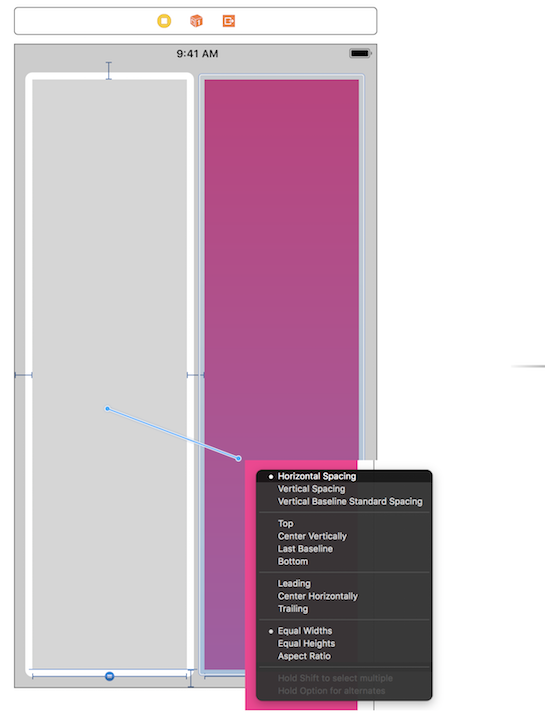 9:41 AM
Horizontal Spacing
Vertical Spacing
Vertical Baseline Standard Spacing
Top
Center Vertically
Last Baseline
Bottom
Leading
Center Horizontally
Trailing
Equal Widths
Equal Heights
Aspect Ratio
Hold Shift to select multiple
Hold Option for alternates